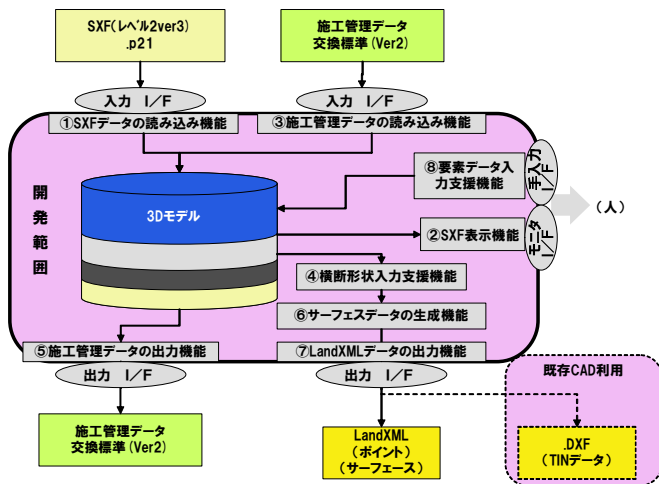 SXF(レベル2ver3)
.p21
施工管理データ
交換標準(Ver2)
入力 I/F
入力 I/F
①SXFデータの読み込み機能
③施工管理データの読み込み機能
開発範囲
3Dモデル
⑧要素データ入
力支援機能
手入力
I/F
(人)
②SXF表示機能
モニタ
I/F
④横断形状入力支援機能
⑥サーフェスデータの生成機能
⑤施工管理データの出力機能
⑦LandXMLデータの出力機能
出力 I/F
出力 I/F
既存CAD利用
施工管理データ
交換標準(Ver2)
LandXML
(ポイント)
(サーフェース)
.DXF
(TINデータ)